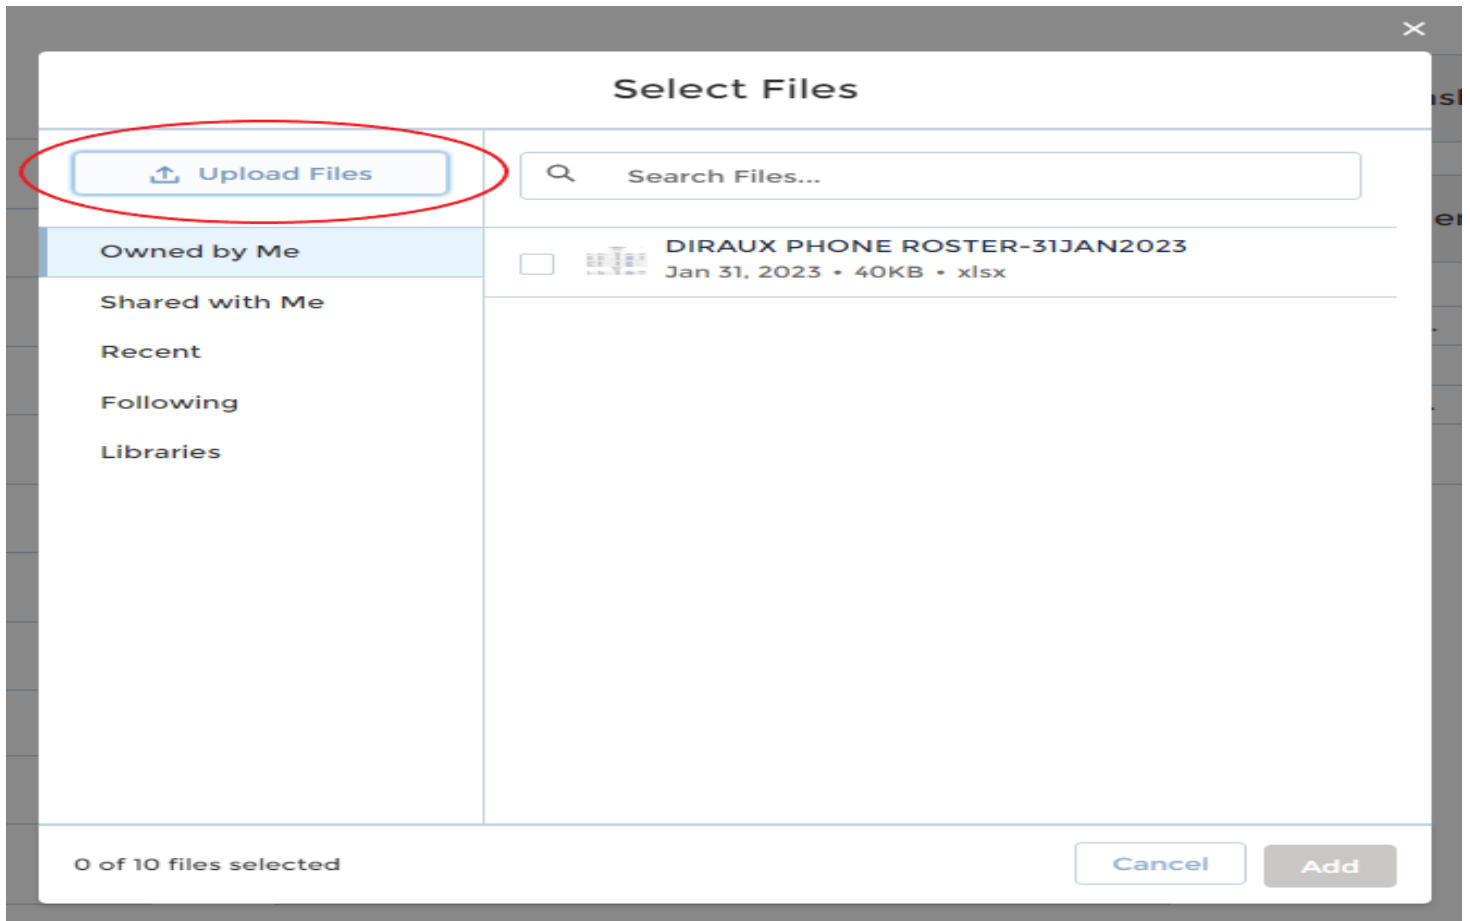 Select Files
Upload Files
Search Files...
Owned by Me
Shared with Me
Recent
Following
Libraries
DIRAUX PHONE ROSTER-31JAN2023
Jan 31, 2023 • 40KB • xlsx
0 of 10 files selected
Cancel
Add